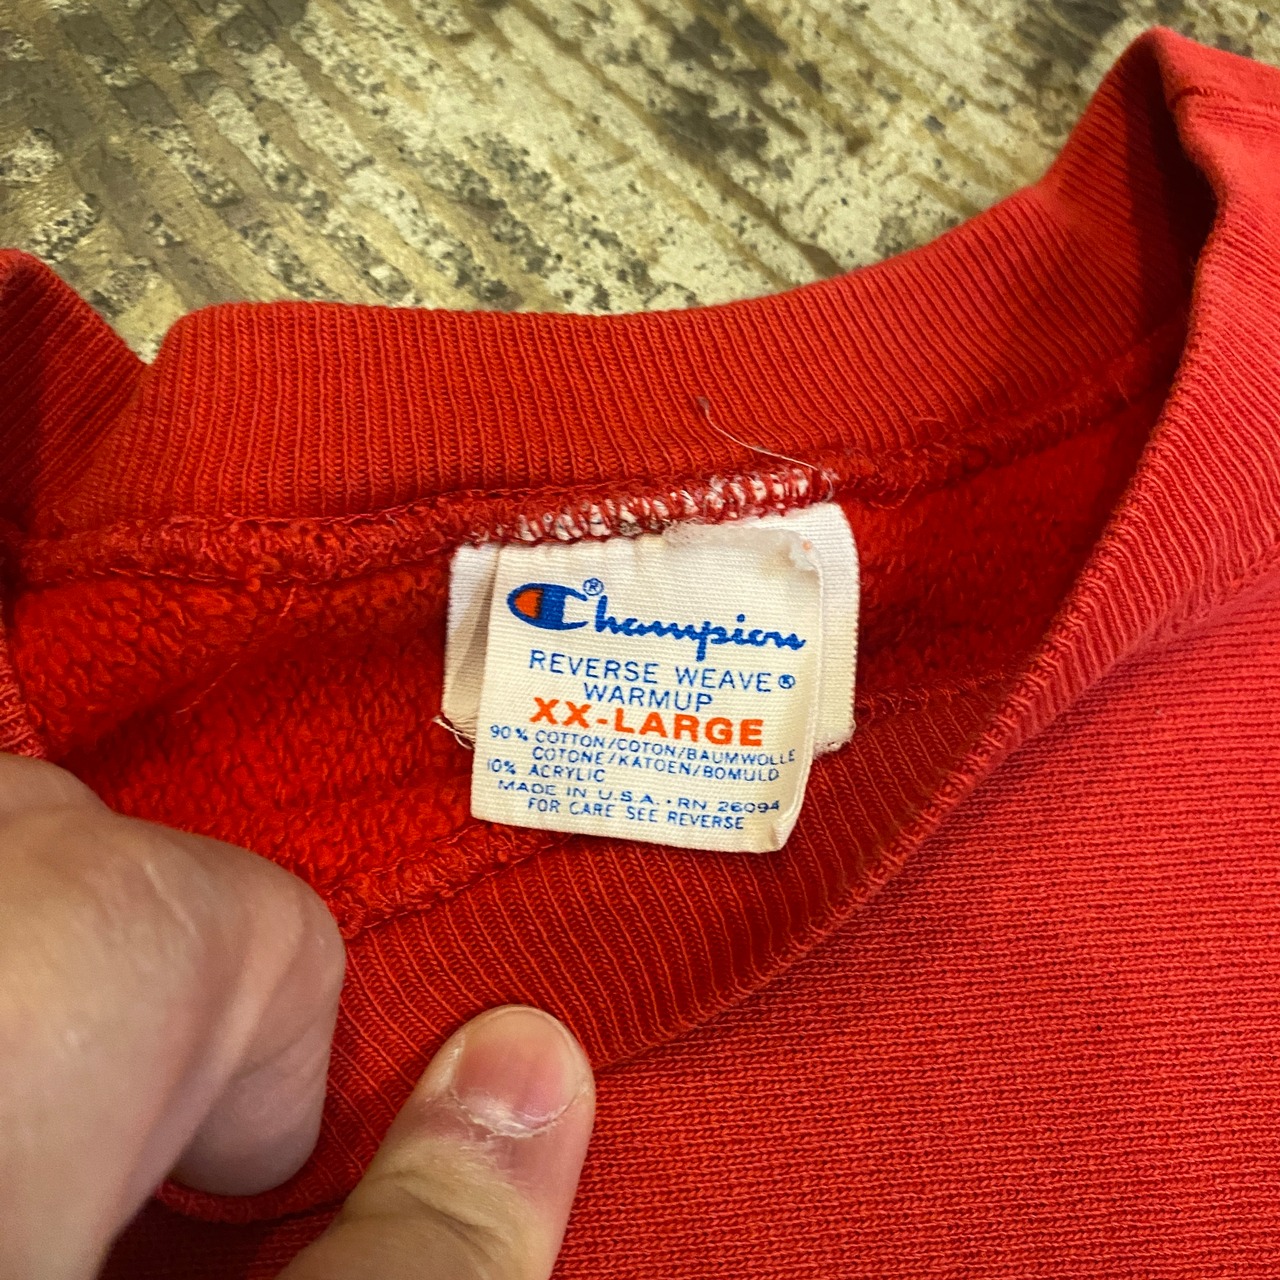 Champion®
REVERSE WEAVE®
WARMUP
XX-LARGE
90% COTTON/COTON/BAUMWOLLE
COTONE/KATOEN/BOMULD
10% ACRYLIC
MADE IN U.S.A. · RN 26094
FOR CARE SEE REVERSE